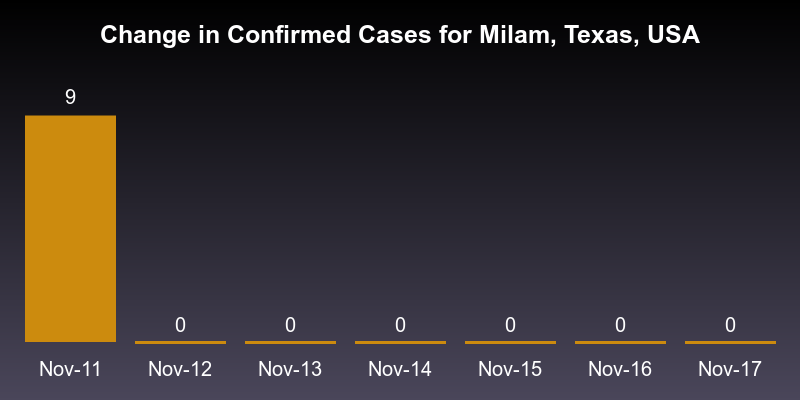 Change in Confirmed Cases for Milam, Texas, USA
9
0 0 0 0 0 0
Nov-11 Nov-12 Nov-13 Nov-14 Nov-15 Nov-16 Nov-17